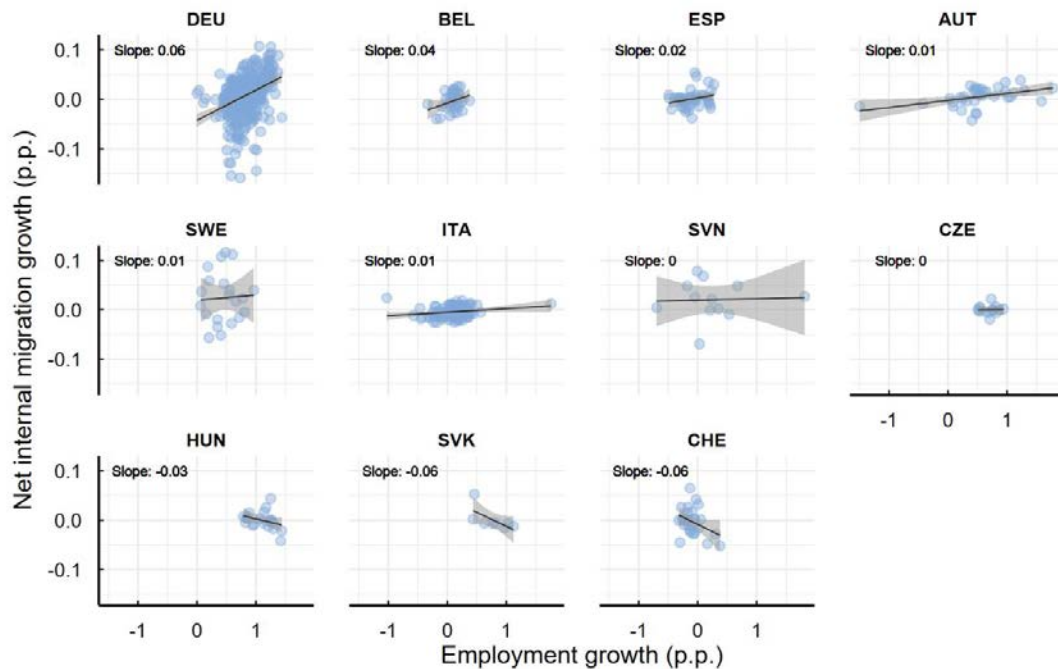 DEU BEL ESP AUT
Slope: 0.06 Slope: 0.04 Slope: 0.02 Slope: 0.01
0.1
0.0
-0.1
SWE ITA SVN CZE
Slope: 0.01 Slope: 0.01 Slope: 0 Slope: 0
0.1
0.0
-0.1
-1 0 1
HUN SVK CHE
Slope: -0.03 Slope: -0.06 Slope: -0.06
0.1
0.0
-0.1
-1 0 1 -1 0 1 -1 0 1
Employment growth (p.p.)
Net internal migration growth (p.p.)